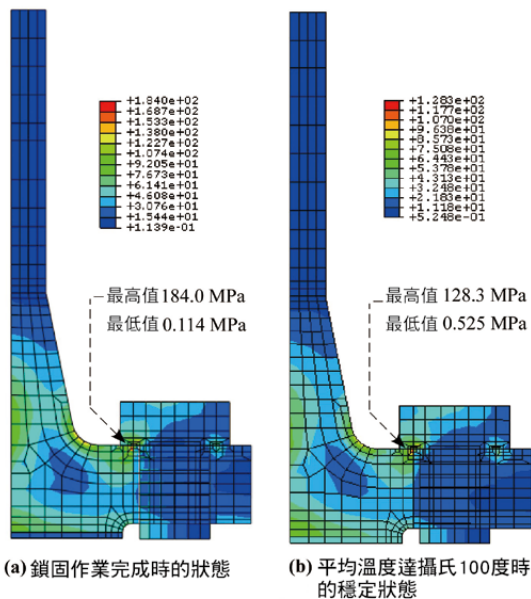 +1.840e+02
+1.687e+02
+1.533e+02
+1.380e+02
+1.227e+02
+1.074e+02
+9.205e+01
+7.673e+01
+6.141e+01
+4.608e+01
+3.076e+01
+1.544e+01
+1.139e-01
最高值 184.0 MPa
最低值 0.114 MPa
(a) 鎖固作業完成時的狀態
+1.283e+02
+1.177e+02
+1.070e+02
+9.638e+01
+8.573e+01
+7.508e+01
+6.443e+01
+5.378e+01
+4.313e+01
+3.248e+01
+2.183e+01
+1.118e+01
+5.248e-01
最高值 128.3 MPa
最低值 0.525 MPa
(b) 平均溫度達攝氏100度時
的穩定狀態